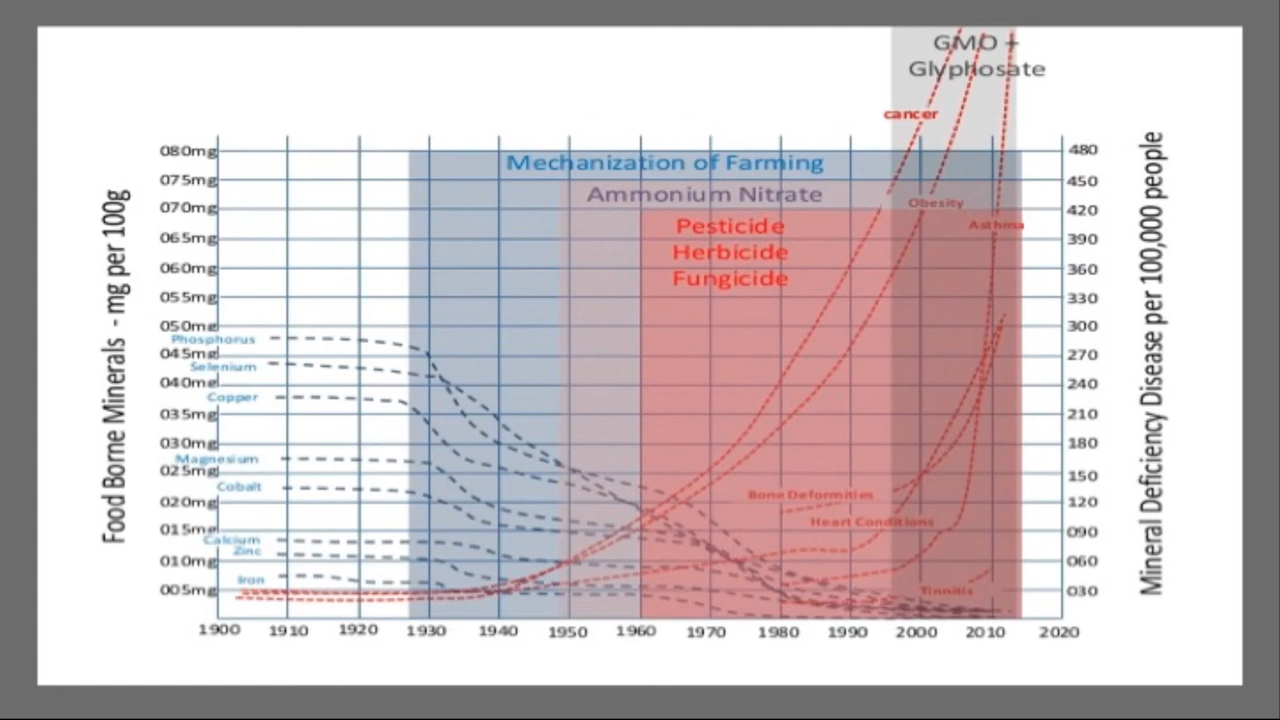 GMO +
Glyphosate
cancer
Mechanization of Farming
Ammonium Nitrate
Pesticide
Herbicide
Fungicide
Obesity
Asthma
Bone Deformities
Heart Conditions
Tinnitis
Food Borne Minerals - mg per 100g
080mg
075mg
070mg
065mg
060mg
055mg
050mg
Phosphorus
045mg
Selenium
040mg
Copper
035mg
030mg
Magnesium
025mg
Cobalt
020mg
015mg
Calcium
Zinc
010mg
Iron
005mg
480
450
420
390
360
330
300
270
240
210
180
150
120
090
060
030
Mineral Deficiency Disease per 100,000 people
1900 1910 1920 1930 1940 1950 1960 1970 1980 1990 2000 2010 2020